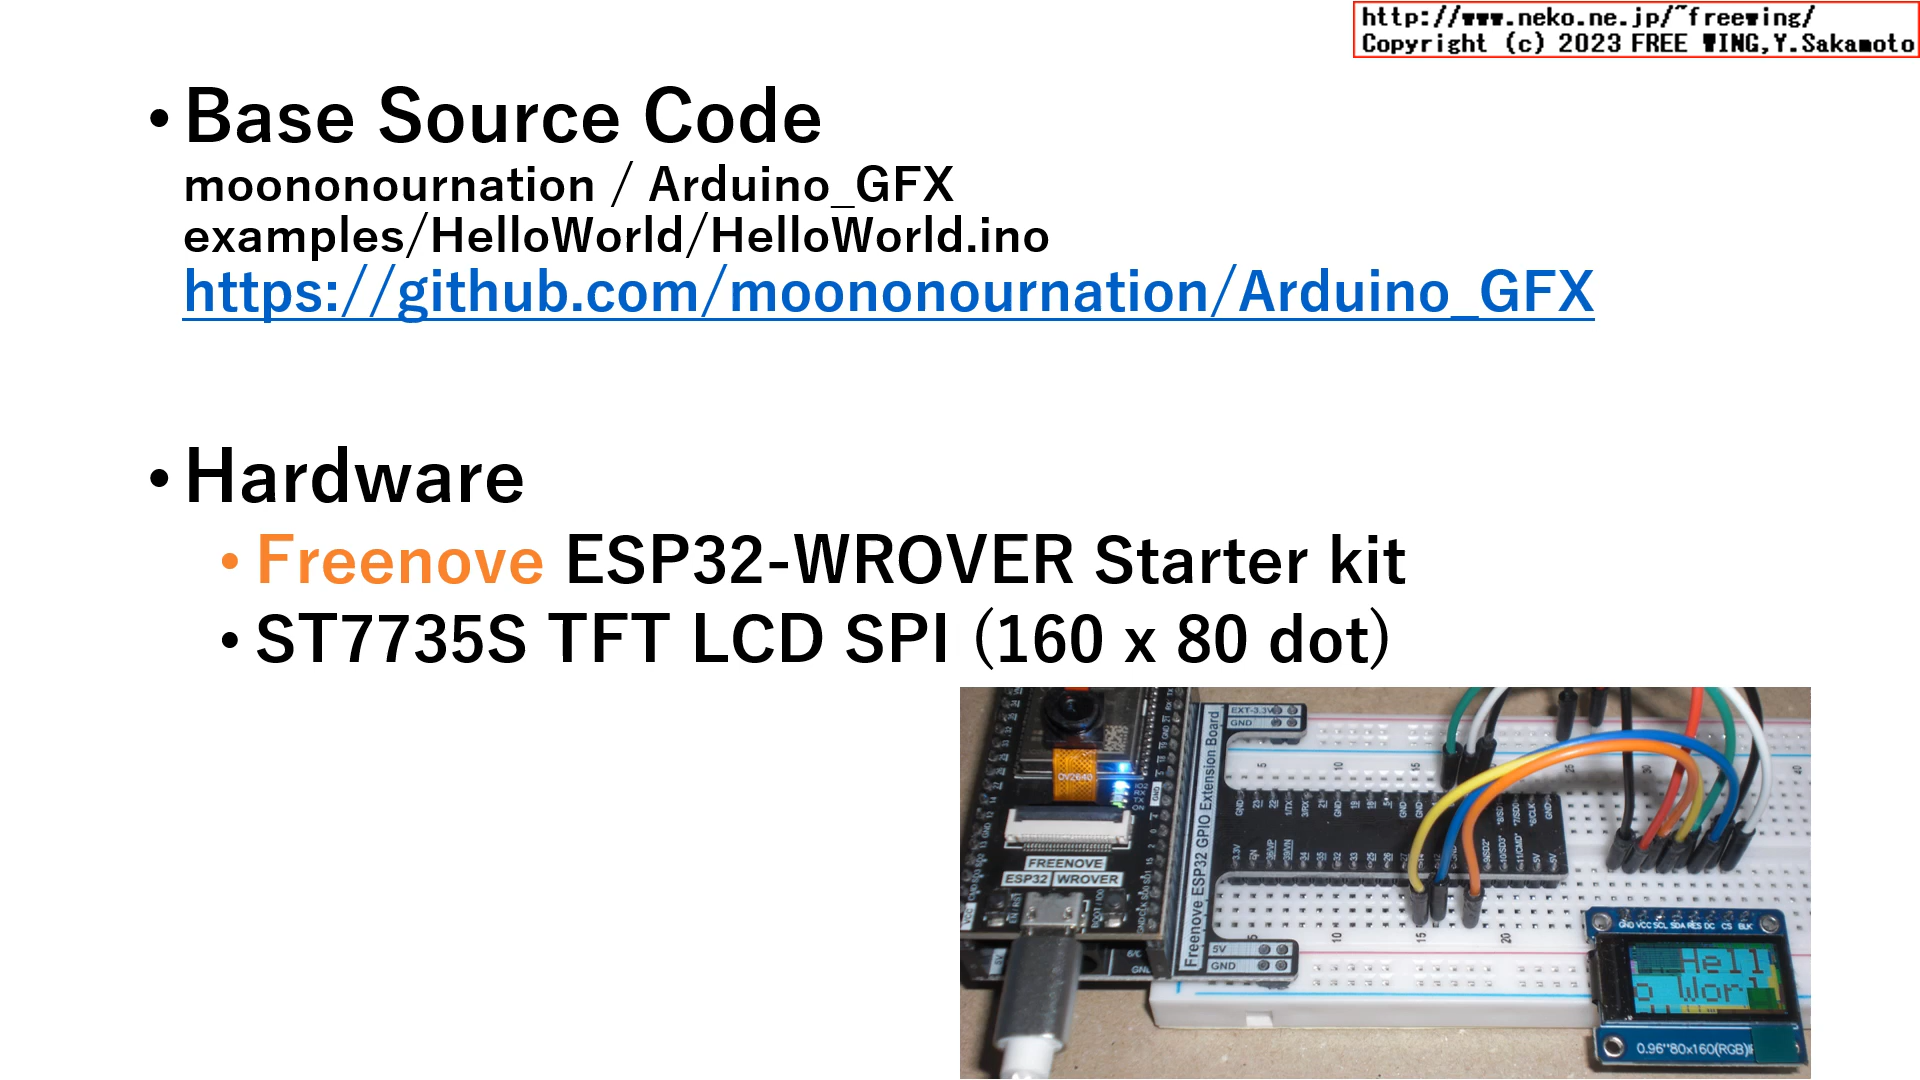 http://www.neko.ne.jp/~freewing/
Copyright (c) 2023 FREE WING,Y.Sakamoto
• Base Source Code
moononournation / Arduino_GFX
examples/HelloWorld/HelloWorld.ino
https://github.com/moononournation/Arduino_GFX
• Hardware
• Freenove ESP32-WROVER Starter kit
• ST7735S TFT LCD SPI (160 x 80 dot)
EXT-3.3V
GND
OV2640
FREENOVE
ESP32 WROVER
Freenove ESP32 GPIO Extension Board
5V
GND
GND VCC SCL SDA RES DC CS BLK
Hell
o Worl
0.96"80x160(RGB)